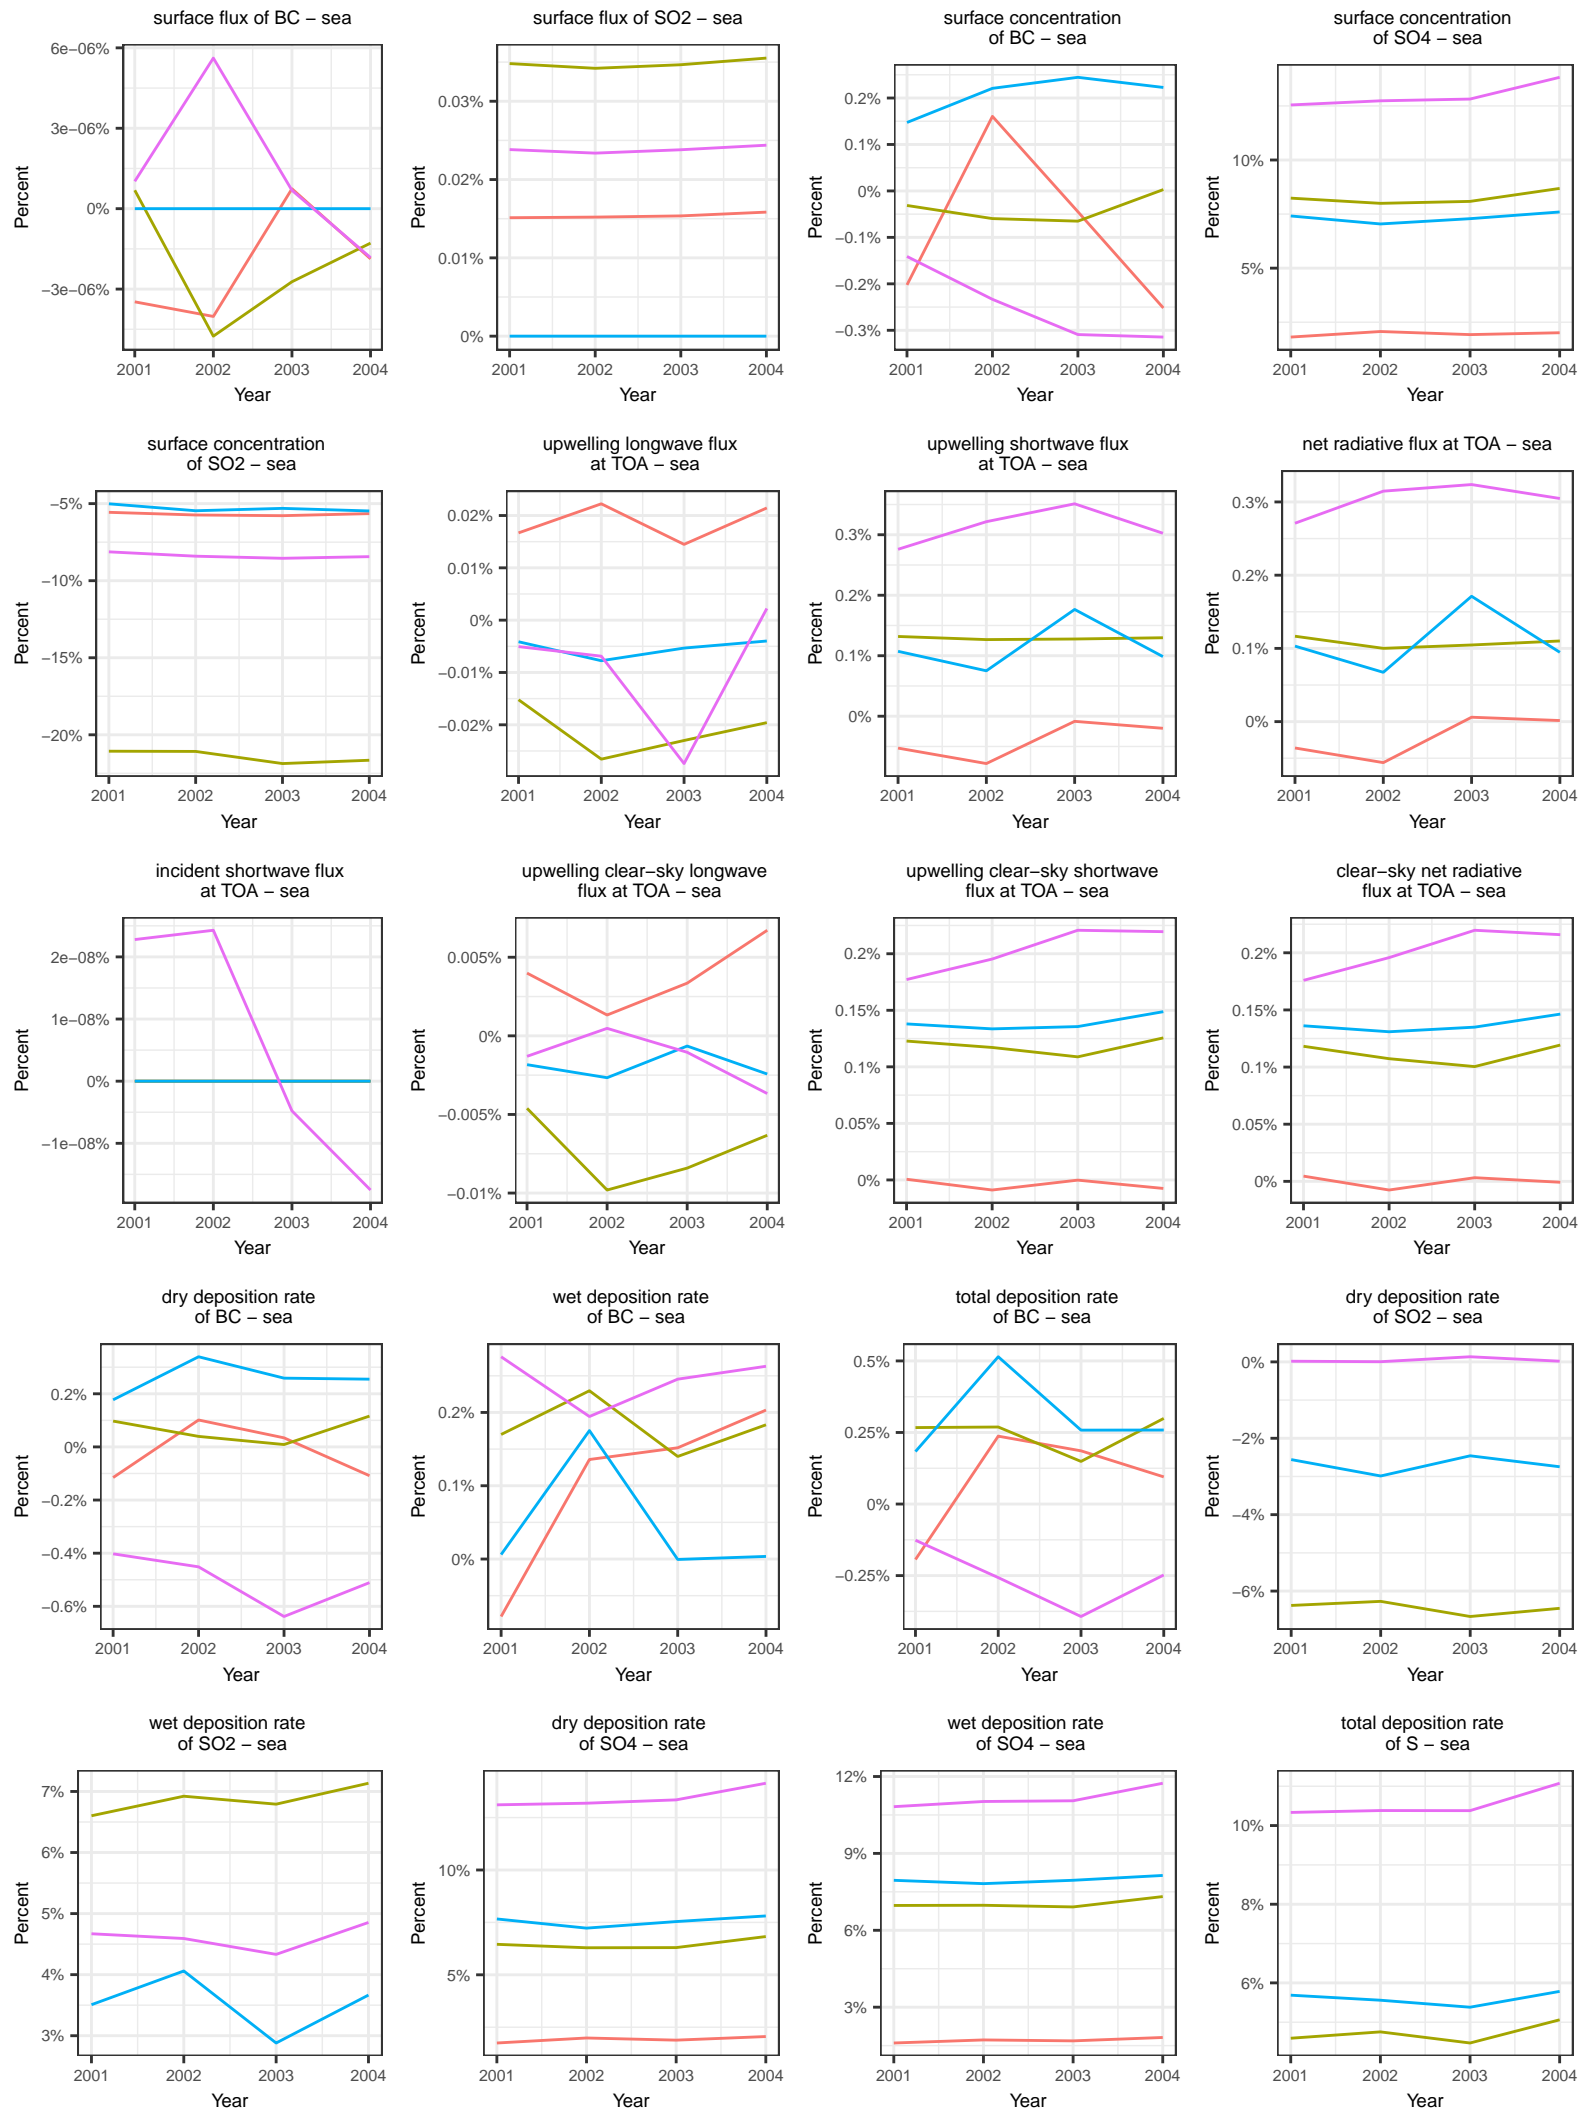 surface flux of BC − sea
6e−06%
3e−06%
0%
−3e−06%
Percent
2001 2002 2003 2004
Year
surface flux of SO2 − sea
0.03%
0.02%
0.01%
0%
Percent
2001 2002 2003 2004
Year
surface concentration
of BC − sea
0.2%
0.1%
0%
−0.1%
−0.2%
−0.3%
Percent
2001 2002 2003 2004
Year
surface concentration
of SO4 − sea
10%
5%
Percent
2001 2002 2003 2004
Year
surface concentration
of SO2 − sea
−5%
−10%
−15%
−20%
Percent
2001 2002 2003 2004
Year
upwelling longwave flux
at TOA − sea
0.02%
0.01%
0%
−0.01%
−0.02%
Percent
2001 2002 2003 2004
Year
upwelling shortwave flux
at TOA − sea
0.3%
0.2%
0.1%
0%
Percent
2001 2002 2003 2004
Year
net radiative flux at TOA − sea
0.3%
0.2%
0.1%
0%
Percent
2001 2002 2003 2004
Year
incident shortwave flux
at TOA − sea
2e−08%
1e−08%
0%
−1e−08%
Percent
2001 2002 2003 2004
Year
upwelling clear−sky longwave
flux at TOA − sea
0.005%
0%
−0.005%
−0.01%
Percent
2001 2002 2003 2004
Year
upwelling clear−sky shortwave
flux at TOA − sea
0.2%
0.15%
0.1%
0.05%
0%
Percent
2001 2002 2003 2004
Year
clear−sky net radiative
flux at TOA − sea
0.2%
0.15%
0.1%
0.05%
0%
Percent
2001 2002 2003 2004
Year
dry deposition rate
of BC − sea
0.2%
0%
−0.2%
−0.4%
−0.6%
Percent
2001 2002 2003 2004
Year
wet deposition rate
of BC − sea
0.2%
0.1%
0%
Percent
2001 2002 2003 2004
Year
total deposition rate
of BC − sea
0.5%
0.25%
0%
−0.25%
Percent
2001 2002 2003 2004
Year
dry deposition rate
of SO2 − sea
0%
−2%
−4%
−6%
Percent
2001 2002 2003 2004
Year
wet deposition rate
of SO2 − sea
7%
6%
5%
4%
3%
Percent
2001 2002 2003 2004
Year
dry deposition rate
of SO4 − sea
10%
5%
Percent
2001 2002 2003 2004
Year
wet deposition rate
of SO4 − sea
12%
9%
6%
3%
Percent
2001 2002 2003 2004
Year
total deposition rate
of S − sea
10%
8%
6%
Percent
2001 2002 2003 2004
Year